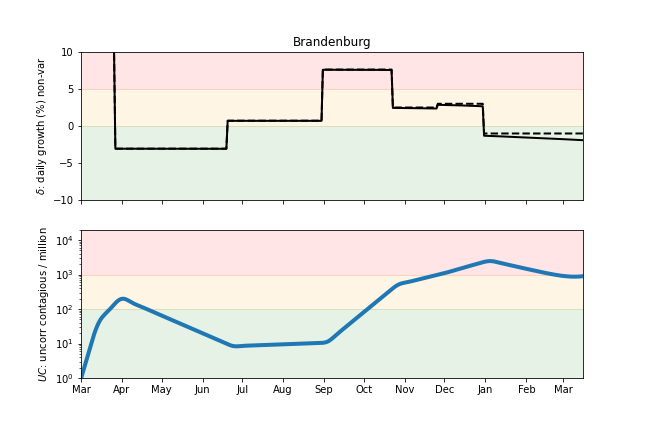 Brandenburg
δ: daily growth (%) non-var
10
5
0
−5
−10
UC: uncorr contagious / million
10⁴
10³
10²
10¹
10⁰
Mar Apr May Jun Jul Aug Sep Oct Nov Dec Jan Feb Mar